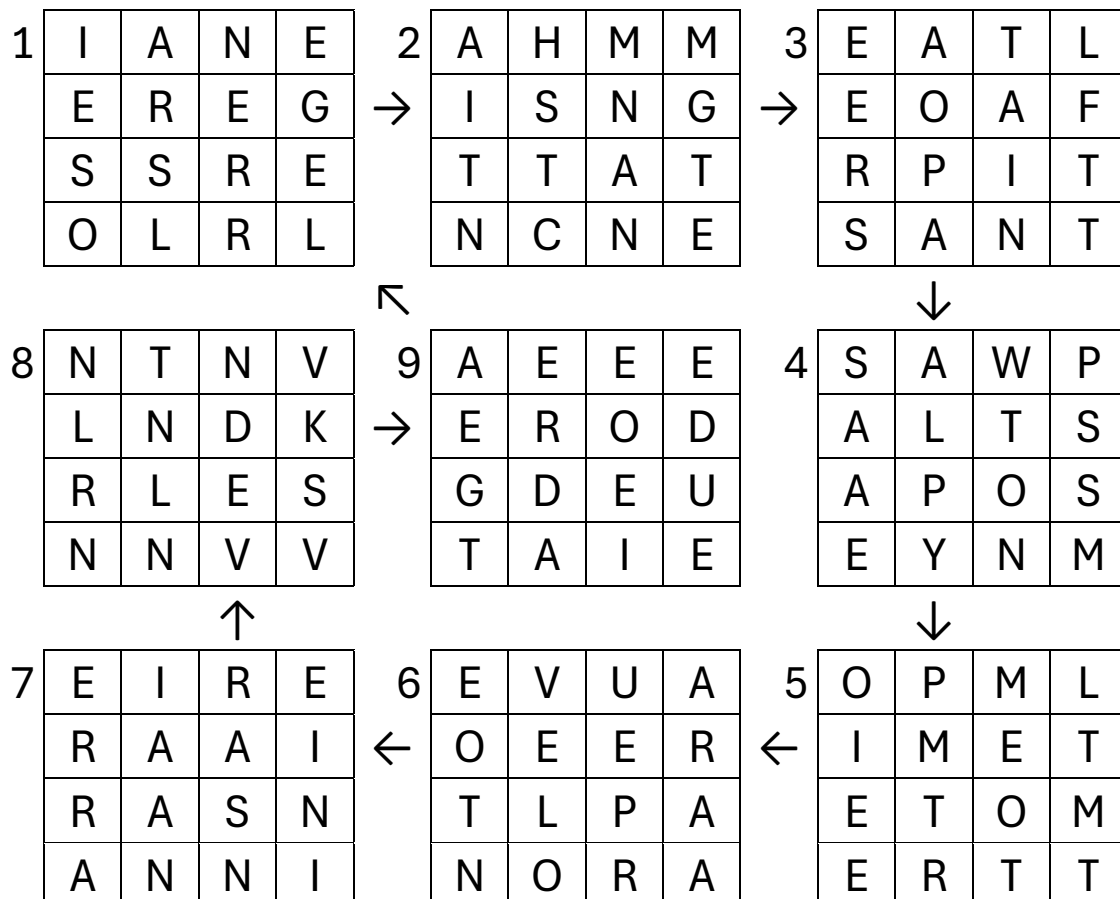 1 I A N E 2 A H M M 3 E A T L
E R E G → I S N G → E O A F
S S R E T T A T R P I T
O L R L N C N E S A N T
↖ ↓
8 N T N V 9 A E E E 4 S A W P
L N D K → E R O D A L T S
R L E S G D E U A P O S
N N V V T A I E E Y N M
↑ ↓
7 E I R E 6 E V U A 5 O P M L
R A A I ← O E E R ← I M E T
R A S N T L P A E T O M
A N N I N O R A E R T T